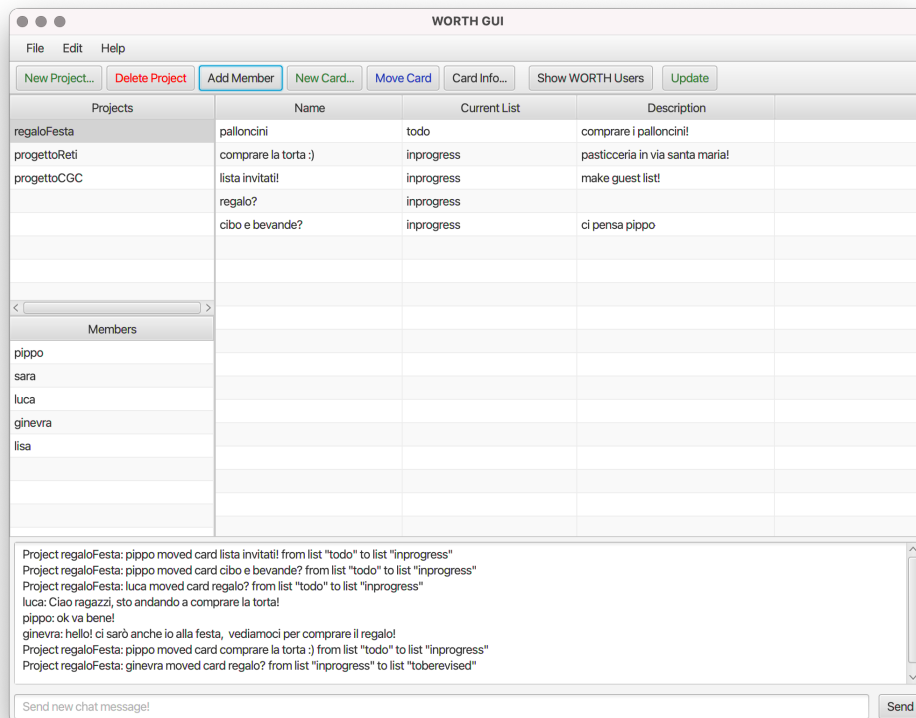 WORTH GUI
File Edit Help
New Project... Delete Project Add Member New Card... Move Card Card Info... Show WORTH Users Update
Projects Name Current List Description
regaloFesta palloncini todo comprare i palloncini!
progettoReti comprare la torta :) inprogress pasticceria in via santa maria!
progettoCGC lista invitati! inprogress make guest list!
regalo? inprogress
cibo e bevande? inprogress ci pensa pippo
Members
pippo
sara
luca
ginevra
lisa
Project regaloFesta: pippo moved card lista invitati! from list "todo" to list "inprogress"
Project regaloFesta: pippo moved card cibo e bevande? from list "todo" to list "inprogress"
Project regaloFesta: luca moved card regalo? from list "todo" to list "inprogress"
luca: Ciao ragazzi, sto andando a comprare la torta!
pippo: ok va bene!
ginevra: hello! ci sarò anche io alla festa, vediamoci per comprare il regalo!
Project regaloFesta: pippo moved card comprare la torta :) from list "todo" to list "inprogress"
Project regaloFesta: ginevra moved card regalo? from list "inprogress" to list "toberevised"
Send new chat message! Send